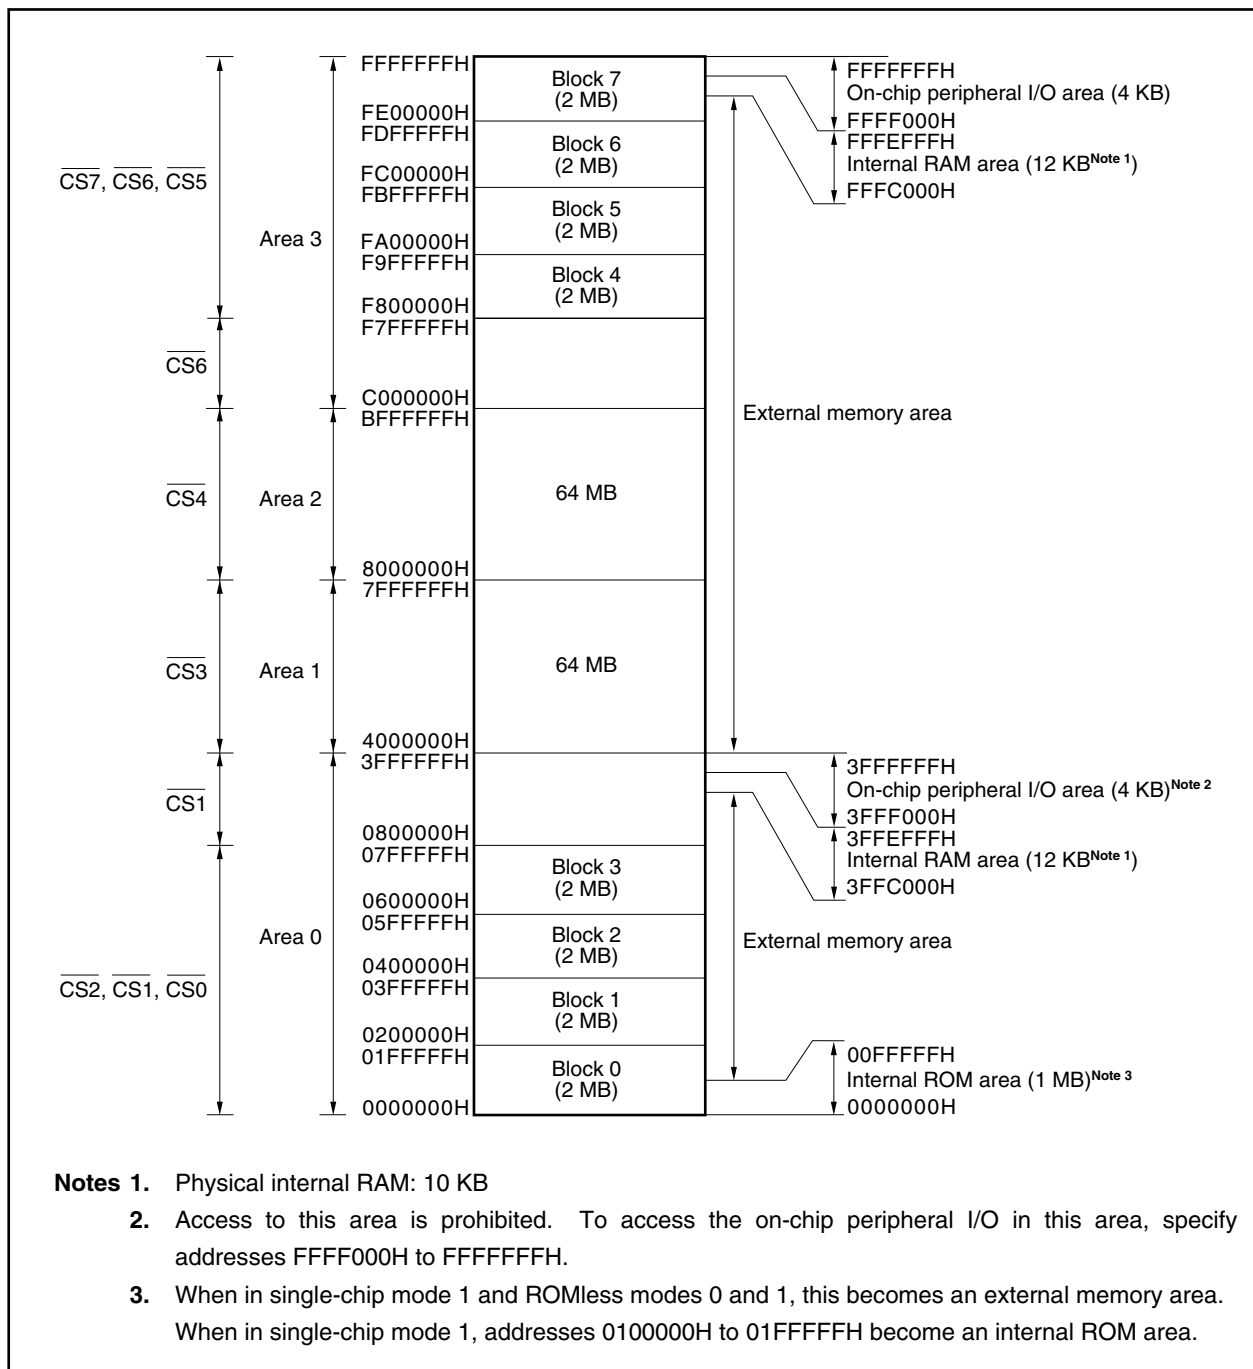 FFFFFFFH
Block 7
(2 MB)
FE00000H
FDFFFFFH
Block 6
(2 MB)
FC00000H
FBFFFFFH
Block 5
(2 MB)
FA00000H
F9FFFFFH
Block 4
(2 MB)
F800000H
F7FFFFFH
C000000H
BFFFFFFH
64 MB
8000000H
7FFFFFFH
64 MB
4000000H
3FFFFFFH
0800000H
07FFFFFH
Block 3
(2 MB)
0600000H
05FFFFFH
Block 2
(2 MB)
0400000H
03FFFFFH
Block 1
(2 MB)
0200000H
01FFFFFH
Block 0
(2 MB)
0000000H
CS7, CS6, CS5
CS6
CS4
CS3
CS1
CS2, CS1, CS0
Area 3
Area 2
Area 1
Area 0
FFFFFFFH
On-chip peripheral I/O area (4 KB)
FFFF000H
FFFEFFFH
Internal RAM area (12 KB Note 1)
FFFC000H
External memory area
3FFFFFFH
On-chip peripheral I/O area (4 KB) Note 2
3FFF000H
3FFEFFFH
Internal RAM area (12 KB Note 1)
3FFC000H
External memory area
00FFFFFH
Internal ROM area (1 MB) Note 3
0000000H
Notes 1. Physical internal RAM: 10 KB
2. Access to this area is prohibited. To access the on-chip peripheral I/O in this area, specify
addresses FFFF000H to FFFFFFFH.
3. When in single-chip mode 1 and ROMless modes 0 and 1, this becomes an external memory area.
When in single-chip mode 1, addresses 0100000H to 01FFFFFH become an internal ROM area.